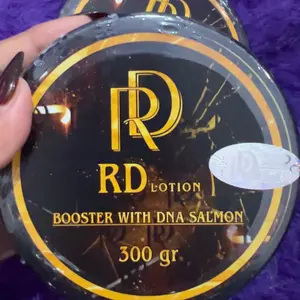 RD
RD LOTION
BOOSTER WITH DNA SALMON
300 gr